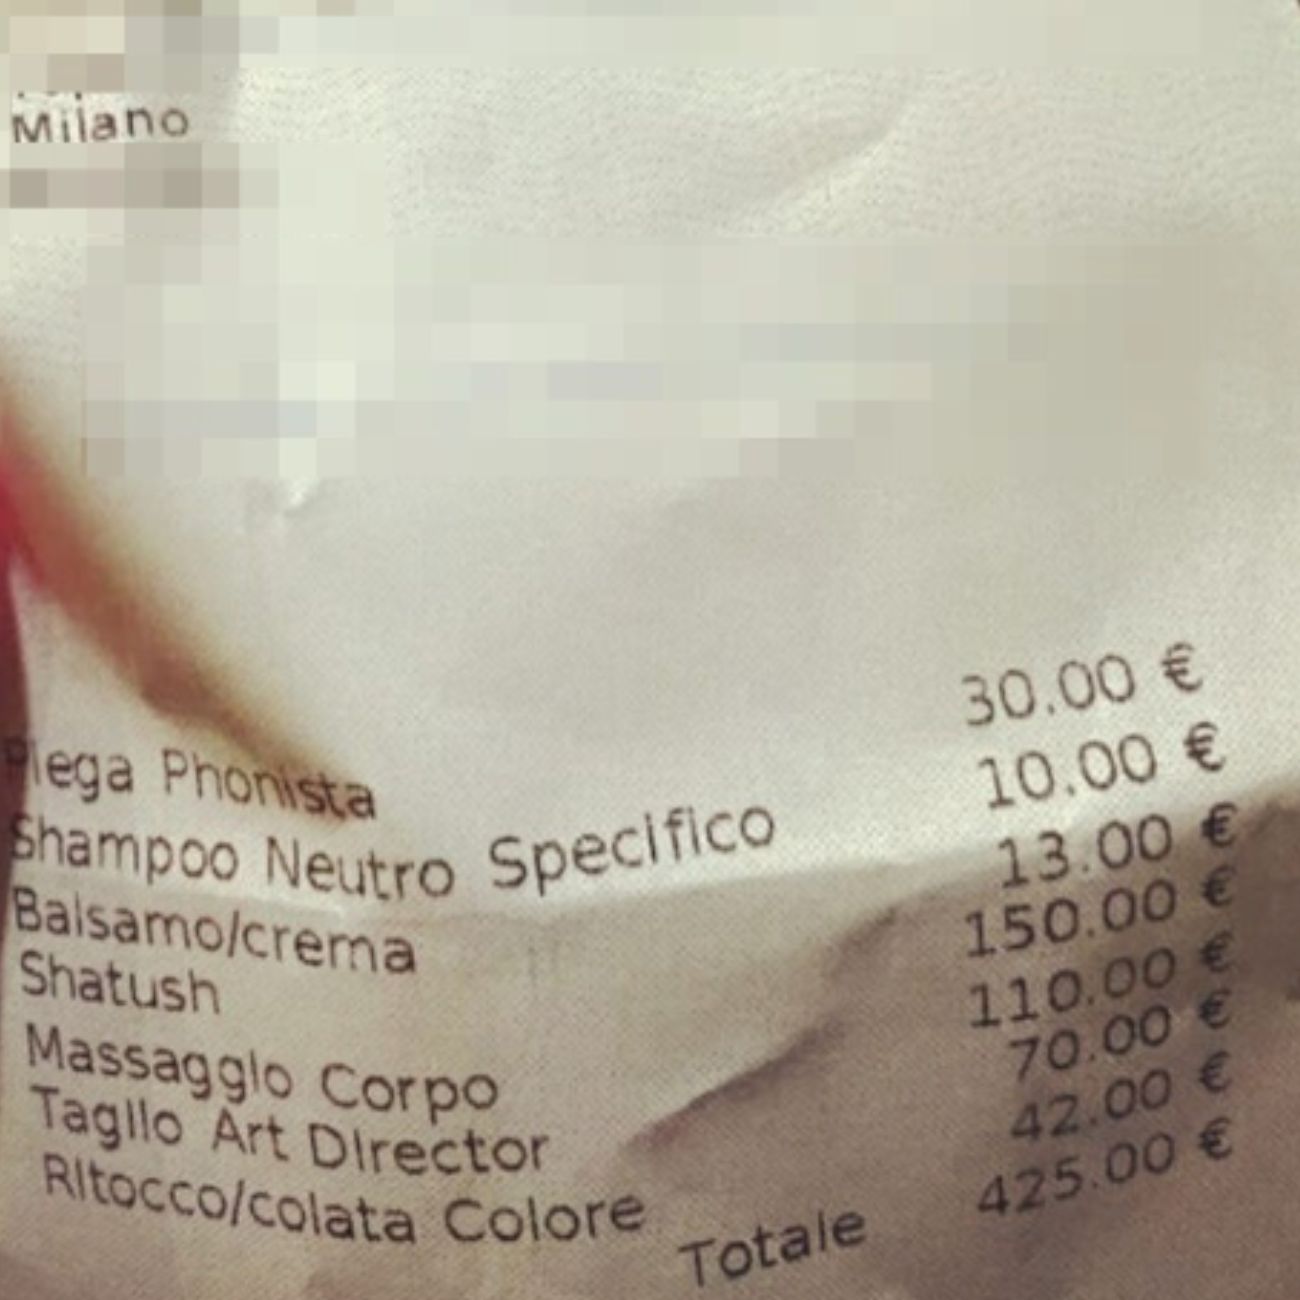 Milano
Piega Phonista 30.00 €
Shampoo Neutro Specifico 10.00 €
Balsamo/crema 13.00 €
Shatush 150.00 €
Massaggio Corpo 110.00 €
Taglio Art Director 70.00 €
Ritocco/colata Colore 42.00 €
Totale 425.00 €